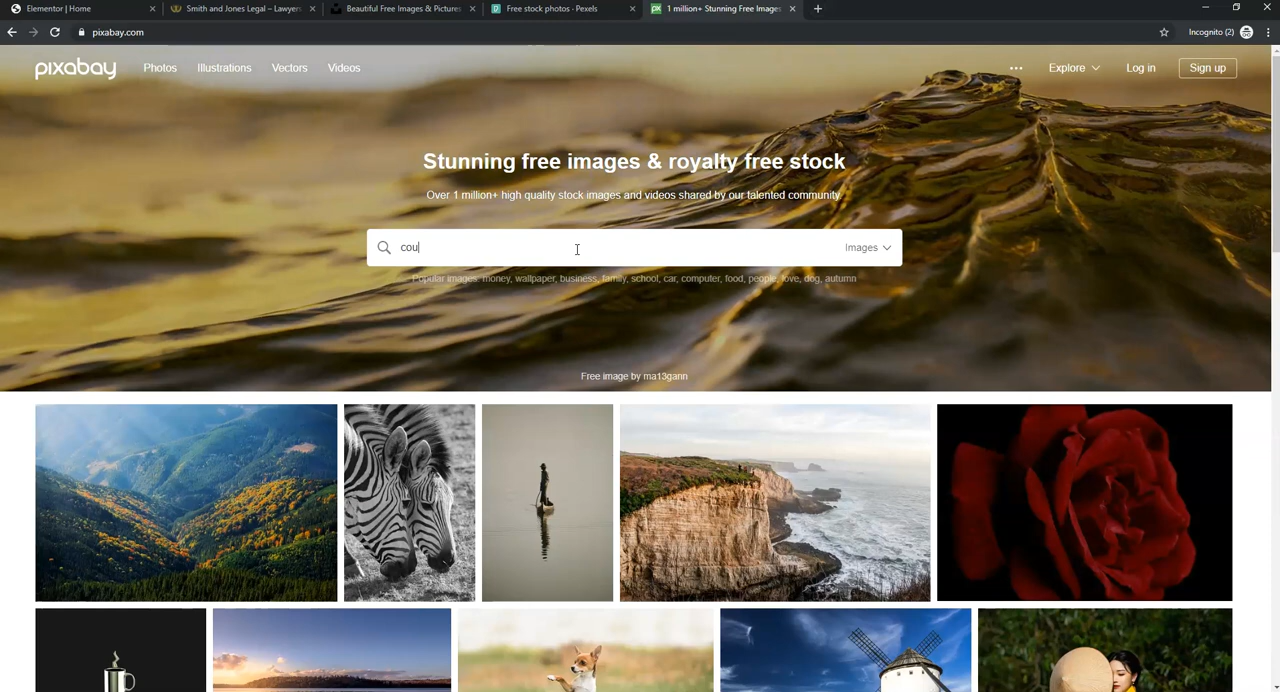 Elementor | Home
Smith and Jones Legal – Lawyers
Beautiful Free Images & Pictures
Free stock photos · Pexels
1 million+ Stunning Free Images
pixabay.com
Incognito (2)
pixabay
Photos
Illustrations
Vectors
Videos
Explore
Log in
Sign up
Stunning free images & royalty free stock
Over 1 million+ high quality stock images and videos shared by our talented community.
cou
Images
Popular images: money, wallpaper, business, family, school, car, computer, food, people, love, dog, autumn
Free image by ma13gann